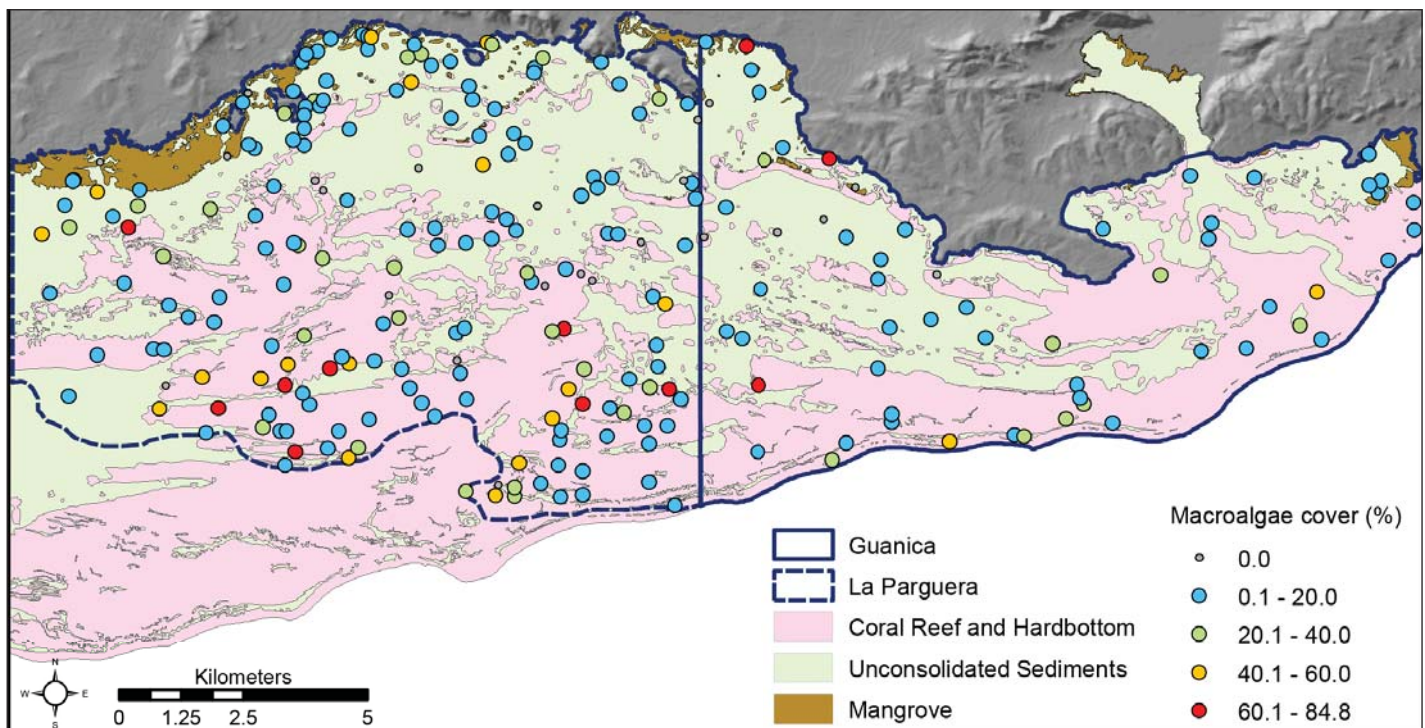 Guanica
La Parguera
Coral Reef and Hardbottom
Unconsolidated Sediments
Mangrove
Macroalgae cover (%)
0.0
0.1 - 20.0
20.1 - 40.0
40.1 - 60.0
60.1 - 84.8
N
W E
S
Kilometers
0 1.25 2.5 5